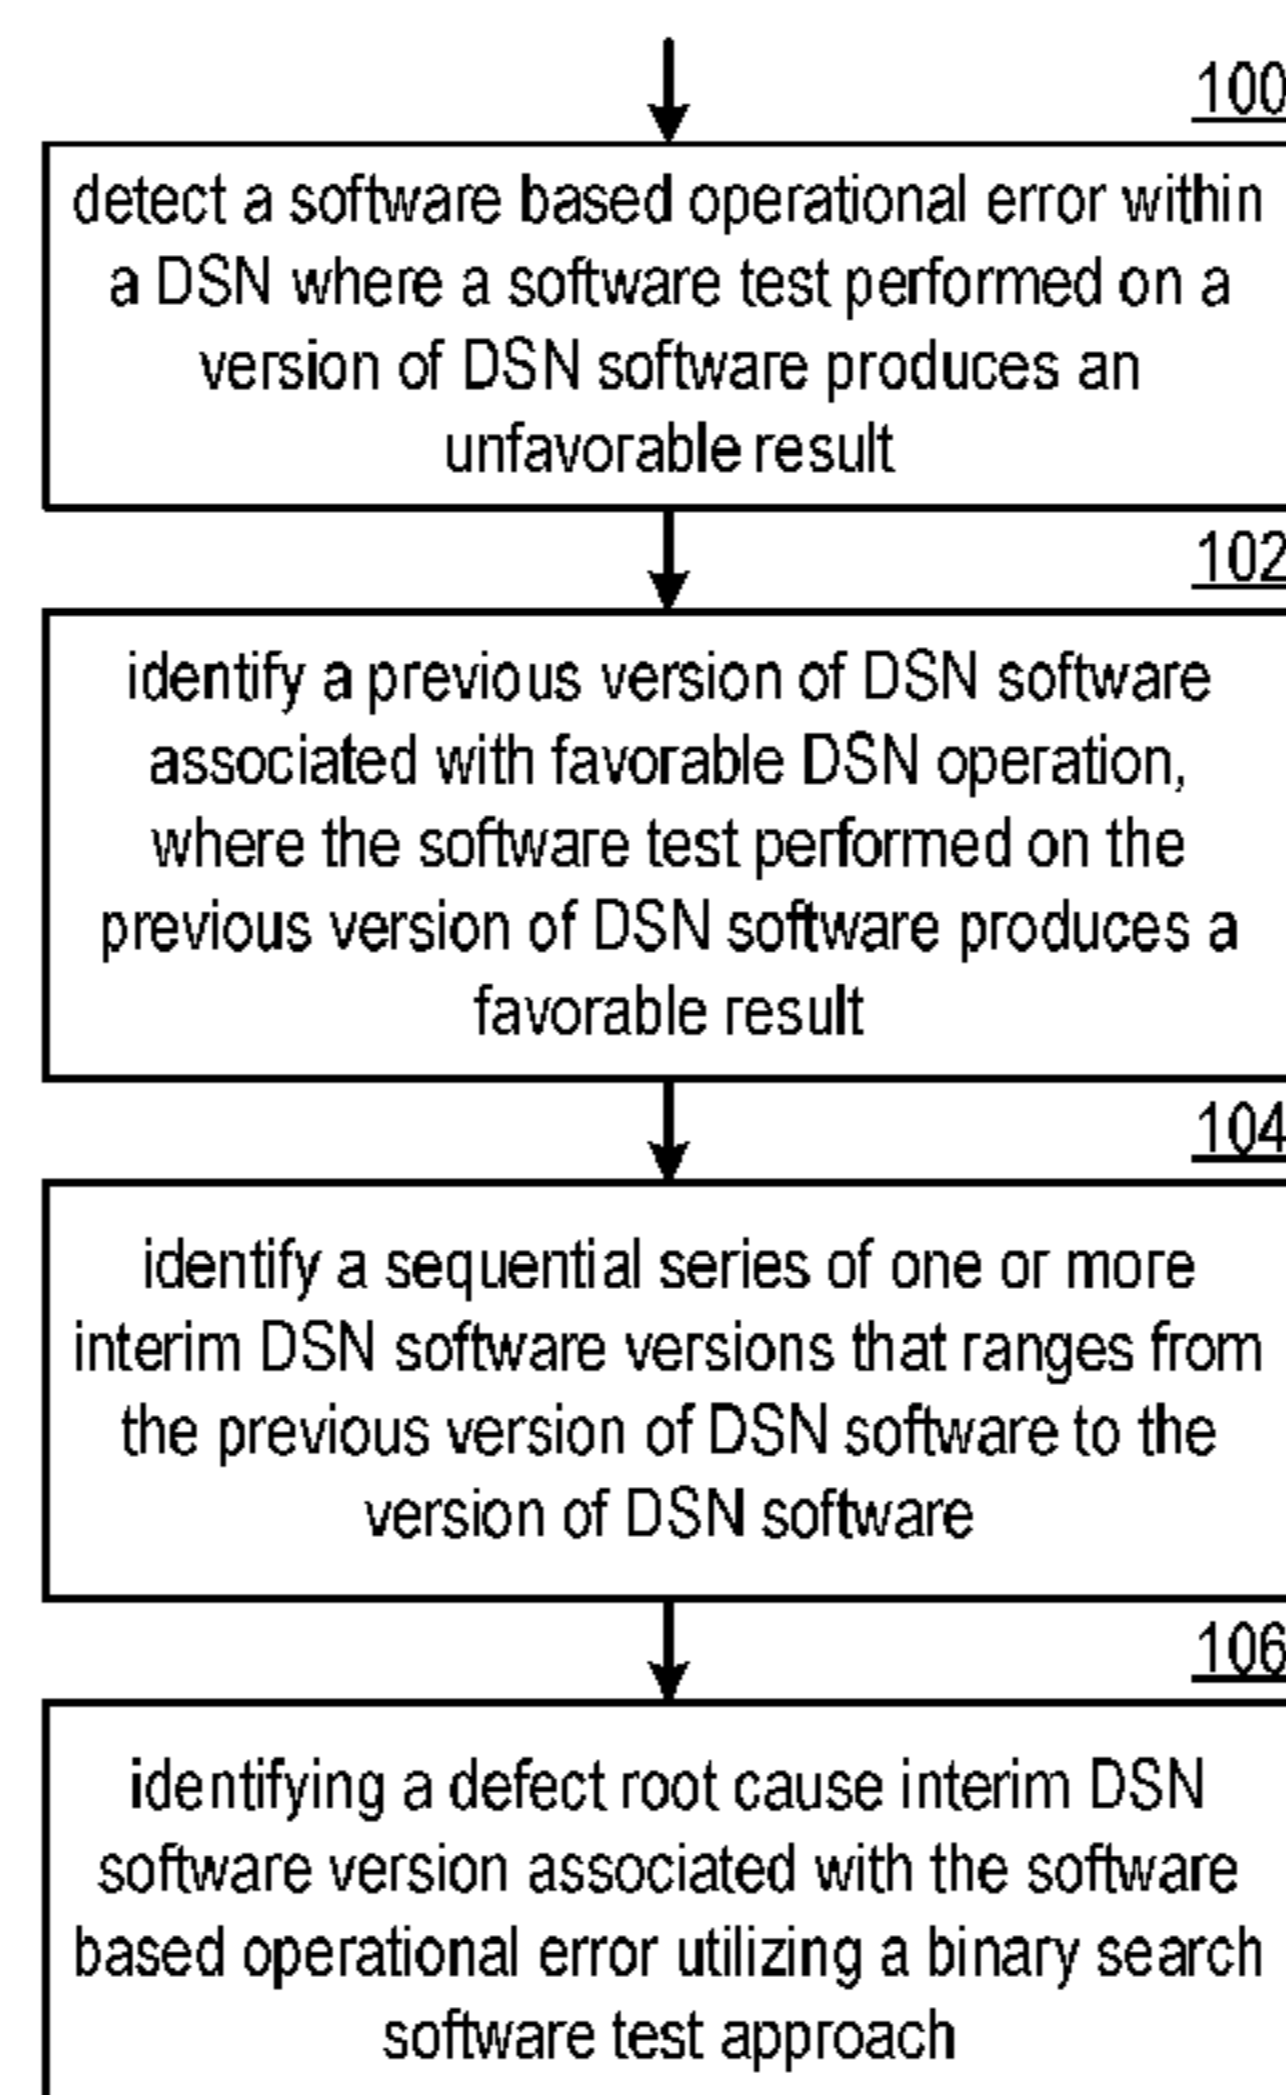 100
detect a software based operational error within
a DSN where a software test performed on a
version of DSN software produces an
unfavorable result
102
identify a previous version of DSN software
associated with favorable DSN operation,
where the software test performed on the
previous version of DSN software produces a
favorable result
104
identify a sequential series of one or more
interim DSN software versions that ranges from
the previous version of DSN software to the
version of DSN software
106
identifying a defect root cause interim DSN
software version associated with the software
based operational error utilizing a binary search
software test approach